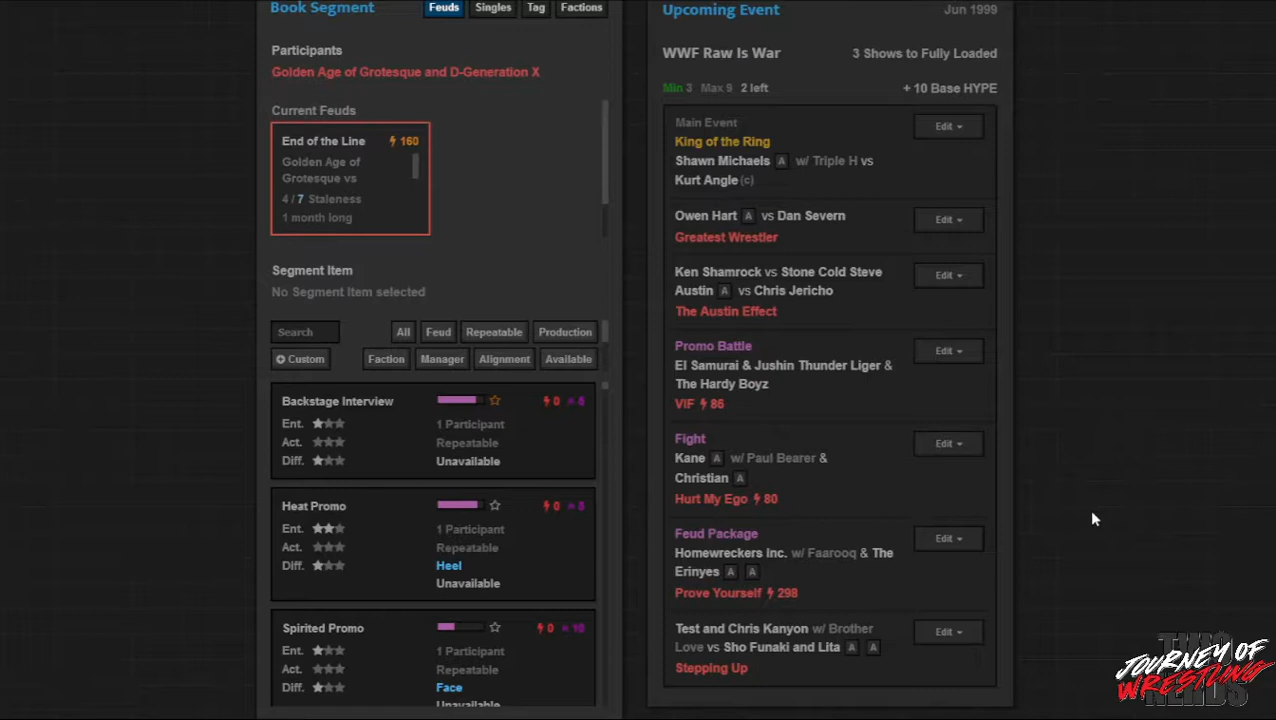 Book Segment
Feuds
Singles
Tag
Factions
Participants
Golden Age of Grotesque and D-Generation X
Current Feuds
End of the Line
160
Golden Age of
Grotesque vs
4 / 7 Staleness
1 month long
Segment Item
No Segment Item selected
Search
All
Feud
Repeatable
Production
Custom
Faction
Manager
Alignment
Available
Backstage Interview
0
Ent.
1 Participant
Act.
Repeatable
Diff.
Unavailable
Heat Promo
0
Ent.
1 Participant
Act.
Repeatable
Diff.
Heel
Unavailable
Spirited Promo
0
10
Ent.
1 Participant
Act.
Repeatable
Diff.
Face
Unavailable
Upcoming Event
Jun 1999
WWF Raw Is War
3 Shows to Fully Loaded
Min 3 Max 9 2 left
+ 10 Base HYPE
Main Event
Edit
King of the Ring
Shawn Michaels A w/ Triple H vs
Kurt Angle (c)
Owen Hart A vs Dan Severn
Edit
Greatest Wrestler
Ken Shamrock vs Stone Cold Steve
Edit
Austin A vs Chris Jericho
The Austin Effect
Promo Battle
Edit
El Samurai & Jushin Thunder Liger &
The Hardy Boyz
VIF 86
Fight
Edit
Kane A w/ Paul Bearer &
Christian A
Hurt My Ego 80
Feud Package
Edit
Homewreckers Inc. w/ Faarooq & The
Erinyes A A
Prove Yourself 298
Test and Chris Kanyon w/ Brother
Edit
Love vs Sho Funaki and Lita A A
Stepping Up
JOURNEY OF
WRESTLING